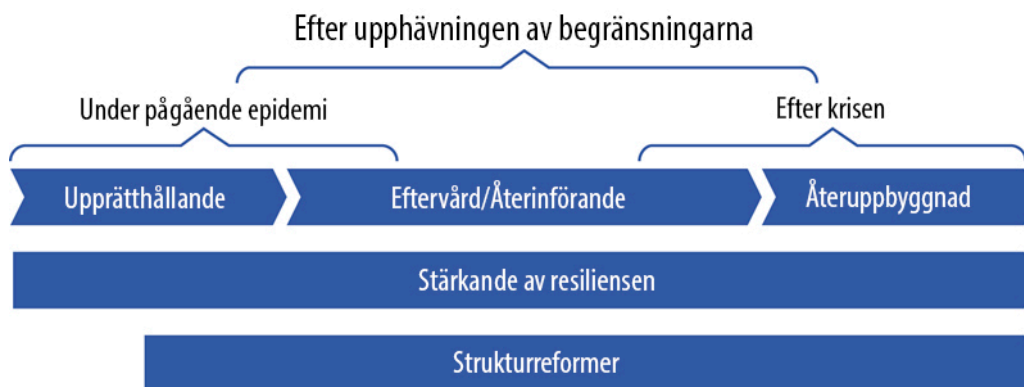 Efter upphävningen av begränsningarna
Under pågående epidemi
Efter krisen
Upprätthållande
Eftervård/Återinförande
Återuppbyggnad
Stärkande av resiliensen
Strukturreformer